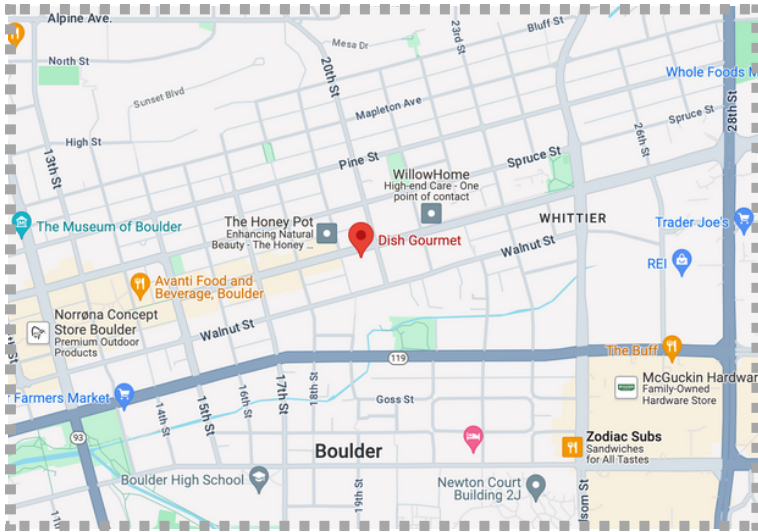 Alpine Ave.
23rd St
Bluff St
Mesa Dr
North St
20th St
Whole Foods M
Sunset Blvd
Mapleton Ave
28th St
Spruce St
26th St
High St
13th St
Pine St
Spruce St
WillowHome
High-end Care - One
point of contact
The Museum of Boulder
The Honey Pot
Enhancing Natural
Beauty - The Honey ...
Dish Gourmet
WHITTIER
Trader Joe's
Walnut St
REI
Avanti Food and
Beverage, Boulder
Norrøna Concept
Store Boulder
Premium Outdoor
Products
Walnut St
119
The Buff
McGuckin Hardwar
Family-Owned
Hardware Store
Farmers Market
14th St
15th St
16th St
17th St
18th St
Goss St
93
Boulder
Zodiac Subs
Sandwiches
for All Tastes
Boulder High School
19th St
Newton Court
Building 2J
lsom St